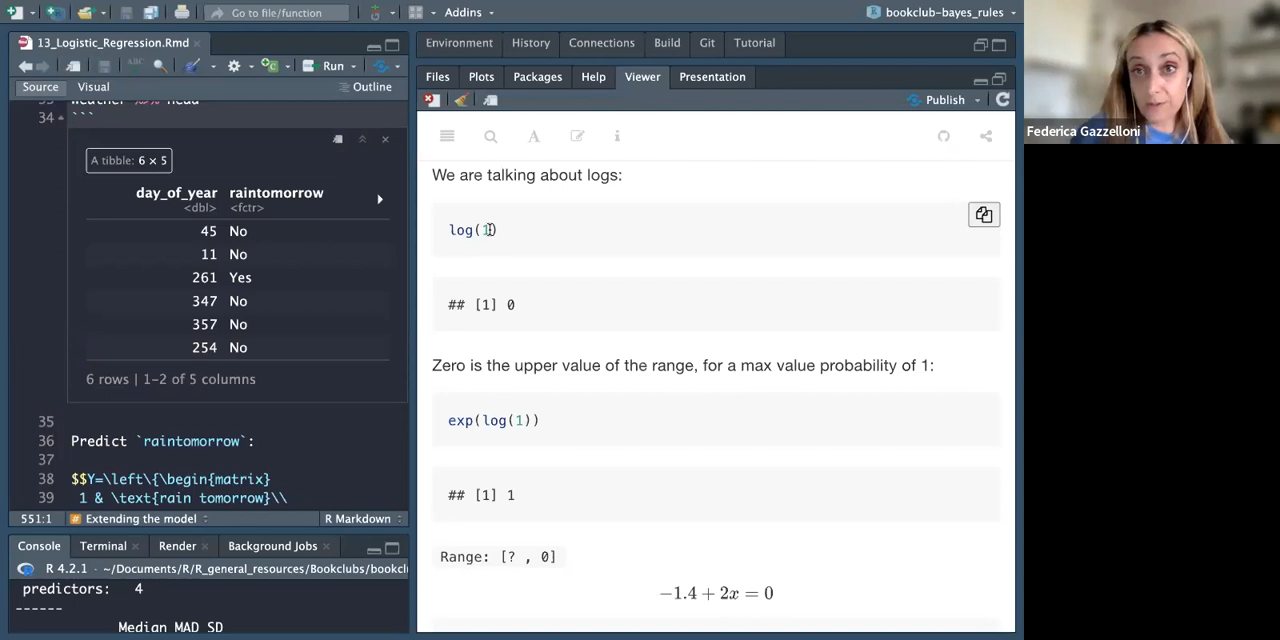 Go to file/function
Addins
bookclub-bayes_rules
13_Logistic_Regression.Rmd
Run
Source
Visual
Outline
34
```
A tibble: 6 × 5
day_of_year raintomorrow
<dbl> <fctr>
45 No
11 No
261 Yes
347 No
357 No
254 No
6 rows | 1-2 of 5 columns
35
36 Predict `raintomorrow`:
37
38 $$Y=\left\{\begin{matrix}
39 1 & \text{rain tomorrow}\\
551:1
# Extending the model
R Markdown
Console
Terminal
Render
Background Jobs
R 4.2.1 · ~/Documents/R/R_general_resources/Bookclubs/bookcl
predictors: 4
------
Median MAD SD
Environment
History
Connections
Build
Git
Tutorial
Files
Plots
Packages
Help
Viewer
Presentation
Publish
We are talking about logs:
log(1)
## [1] 0
Zero is the upper value of the range, for a max value probability of 1:
exp(log(1))
## [1] 1
Range: [? , 0]
−1.4 + 2x = 0
Federica Gazzelloni